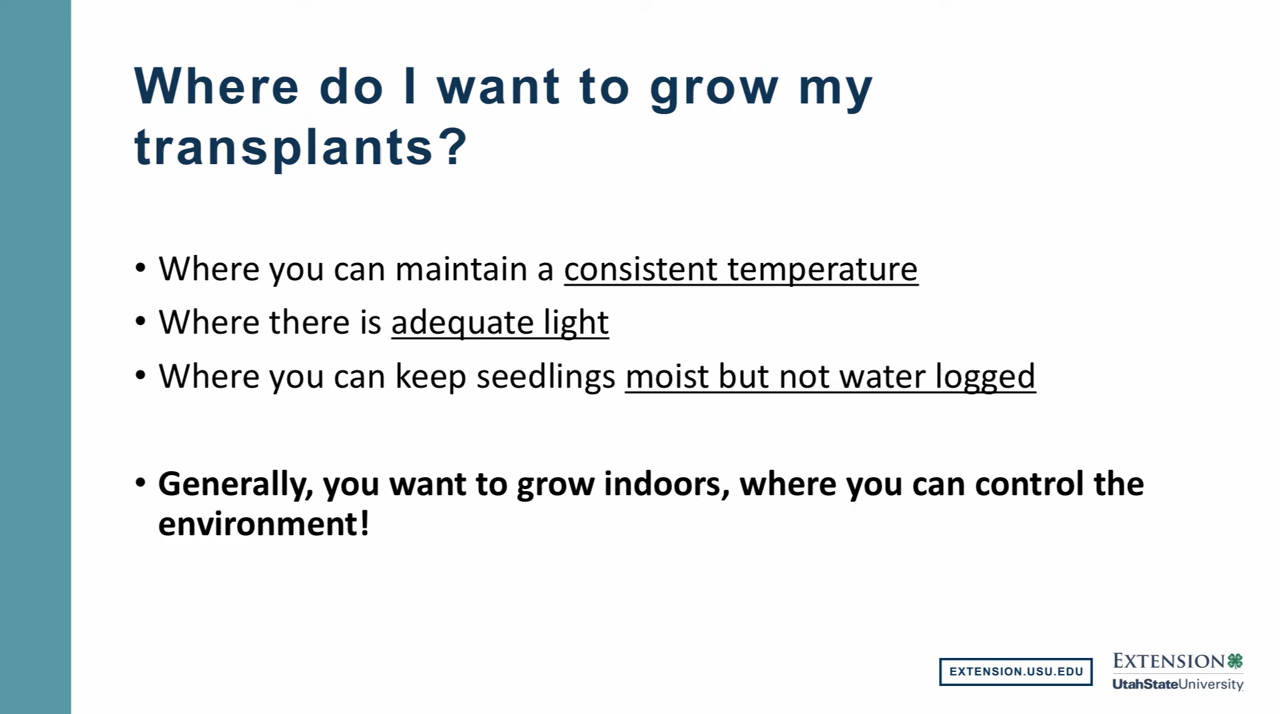 Where do I want to grow my
transplants?
• Where you can maintain a consistent temperature
• Where there is adequate light
• Where you can keep seedlings moist but not water logged
• Generally, you want to grow indoors, where you can control the
environment!
EXTENSION.USU.EDU
EXTENSION
UtahStateUniversity